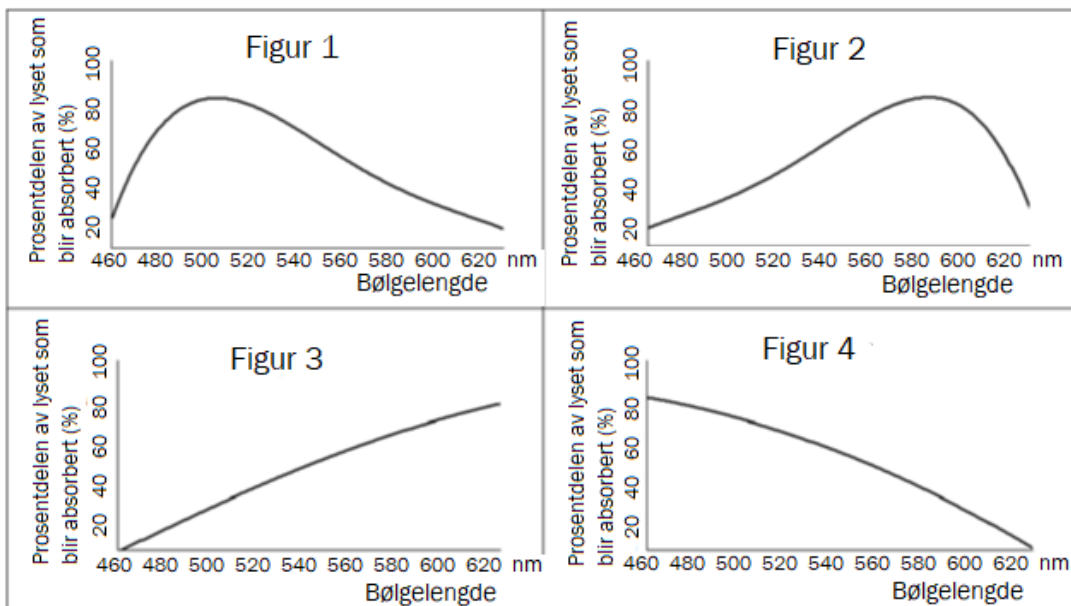 Figur 1
Prosentdelen av lyset som
blir absorbert (%)
100
80
60
40
20
460 480 500 520 540 560 580 600 620 nm
Bølgelengde
Figur 2
Prosentdelen av lyset som
blir absorbert (%)
100
80
60
40
20
460 480 500 520 540 560 580 600 620 nm
Bølgelengde
Figur 3
Prosentdelen av lyset som
blir absorbert (%)
100
80
60
40
20
460 480 500 520 540 560 580 600 620 nm
Bølgelengde
Figur 4
Prosentdelen av lyset som
blir absorbert (%)
100
80
60
40
20
460 480 500 520 540 560 580 600 620 nm
Bølgelengde